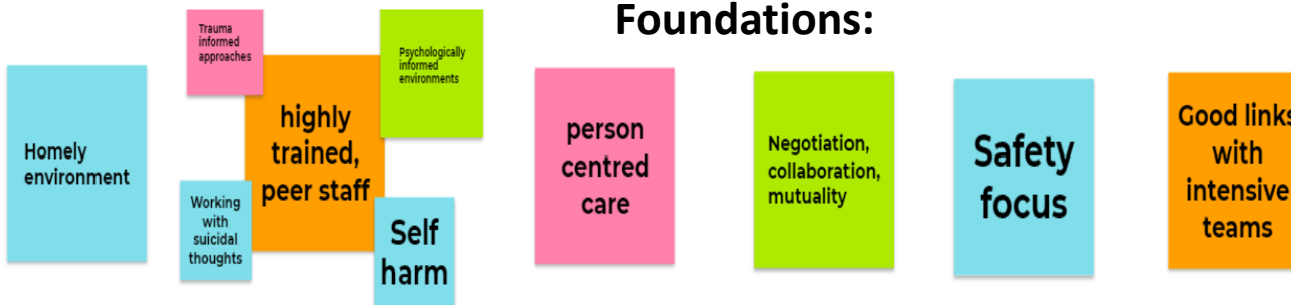 Foundations:
Homely
environment
Trauma
informed
approaches
Psychologically
informed
environments
highly
trained,
peer staff
Working
with
suicidal
thoughts
Self
harm
person
centred
care
Negotiation,
collaboration,
mutuality
Safety
focus
Good links
with
intensive
teams